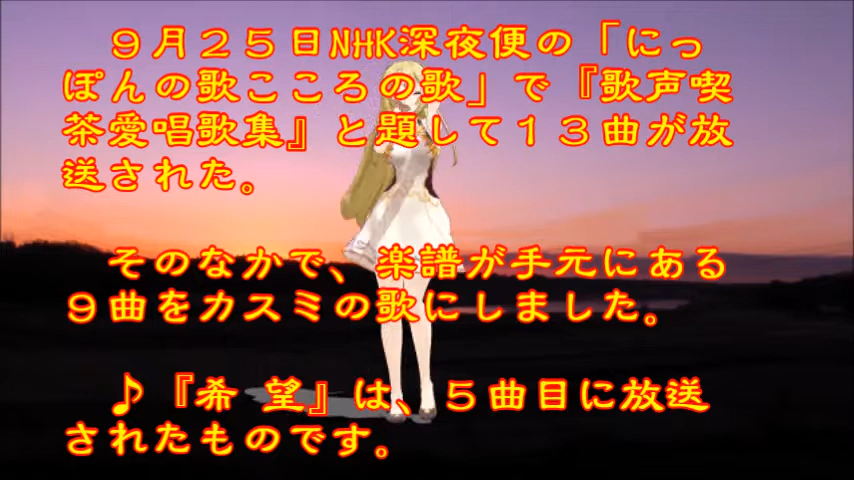 ９月２５日NHK深夜便の「にっ
ぽんの歌こころの歌」で『歌声喫
茶愛唱歌集』と題して１３曲が放
送された。
そのなかで、楽譜が手元にある
９曲をカスミの歌にしました。
♪『希 望』は、５曲目に放送
されたものです。